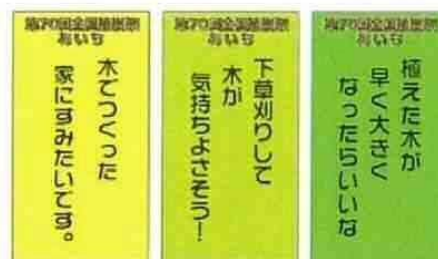 第70回全国植樹祭
あいち
木でつくった
家にすみたいです。
第70回全国植樹祭
あいち
下草刈りして
木が
気持ちよさそう!
第70回全国植樹祭
あいち
植えた木が
早く大きく
なったらいいな